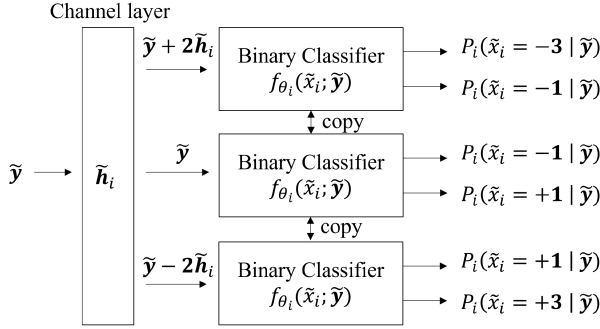 Channel layer
ỹ + 2h̃ᵢ
Binary Classifier
f_θᵢ(x̃ᵢ; ỹ)
Pᵢ(x̃ᵢ = −3 | ỹ)
Pᵢ(x̃ᵢ = −1 | ỹ)
copy
ỹ
h̃ᵢ
ỹ
Binary Classifier
f_θᵢ(x̃ᵢ; ỹ)
Pᵢ(x̃ᵢ = −1 | ỹ)
Pᵢ(x̃ᵢ = +1 | ỹ)
copy
ỹ − 2h̃ᵢ
Binary Classifier
f_θᵢ(x̃ᵢ; ỹ)
Pᵢ(x̃ᵢ = +1 | ỹ)
Pᵢ(x̃ᵢ = +3 | ỹ)